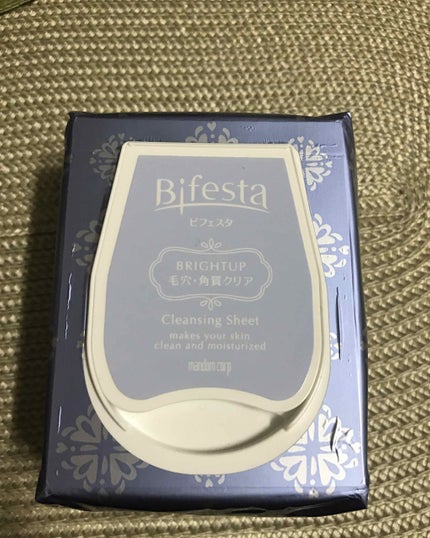 Bifesta
ビフェスタ
BRIGHTUP
毛穴・角質クリア
Cleansing Sheet
makes your skin
clean and moisturized
mandom corp